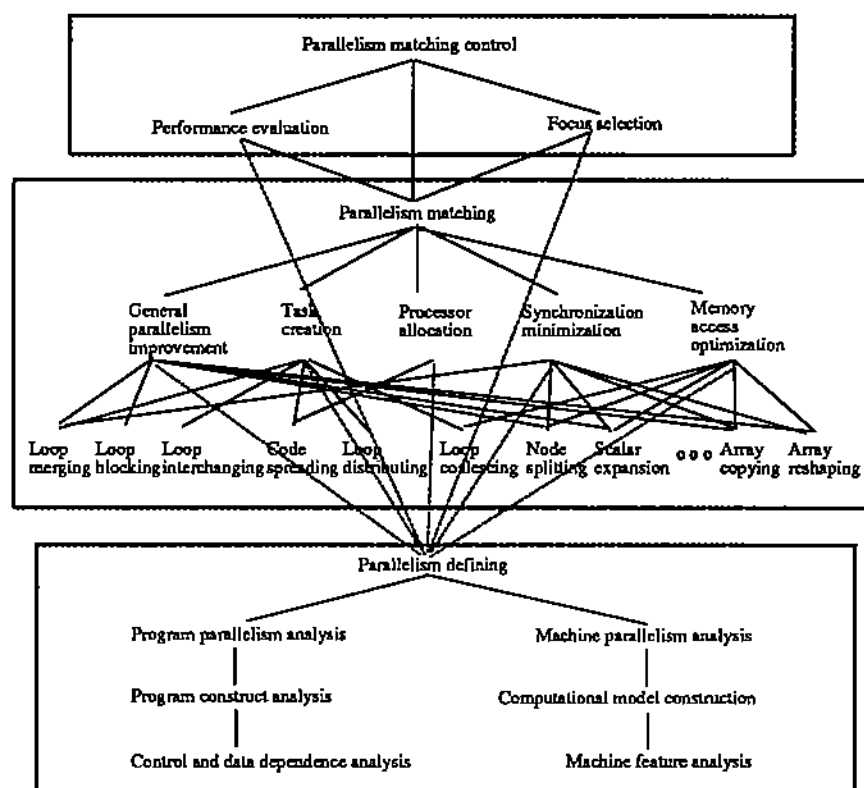 Parallelism matching control
Performance evaluation
Focus selection
Parallelism matching
General parallelism improvement
Task creation
Processor allocation
Synchronization minimization
Memory access optimization
Loop merging
Loop blocking
Loop interchanging
Code spreading
Loop distributing
Loop coalescing
Node splitting
Scalar expansion
o o o
Array copying
Array reshaping
Parallelism defining
Program parallelism analysis
Machine parallelism analysis
Program construct analysis
Computational model construction
Control and data dependence analysis
Machine feature analysis